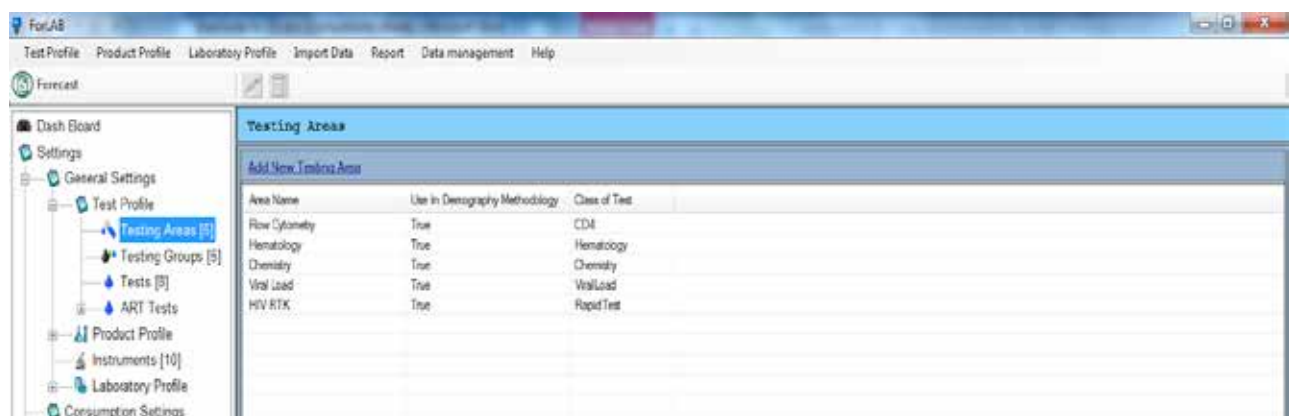 ForLAB
Test Profile Product Profile Laboratory Profile Import Data Report Data management Help
Forecast
Dash Board
Settings
General Settings
Test Profile
Testing Areas [5]
Testing Groups [5]
Tests
ART Tests
Product Profile
Instruments [10]
Laboratory Profile
Consumption Settings
Testing Areas
Add New Testing Area
Area Name Use in Demography Methodology Class of Test
Flow Cytometry True CD4
Hematology True Hematology
Chemistry True Chemistry
Viral Load True ViralLoad
HIV RTK True RapidTest